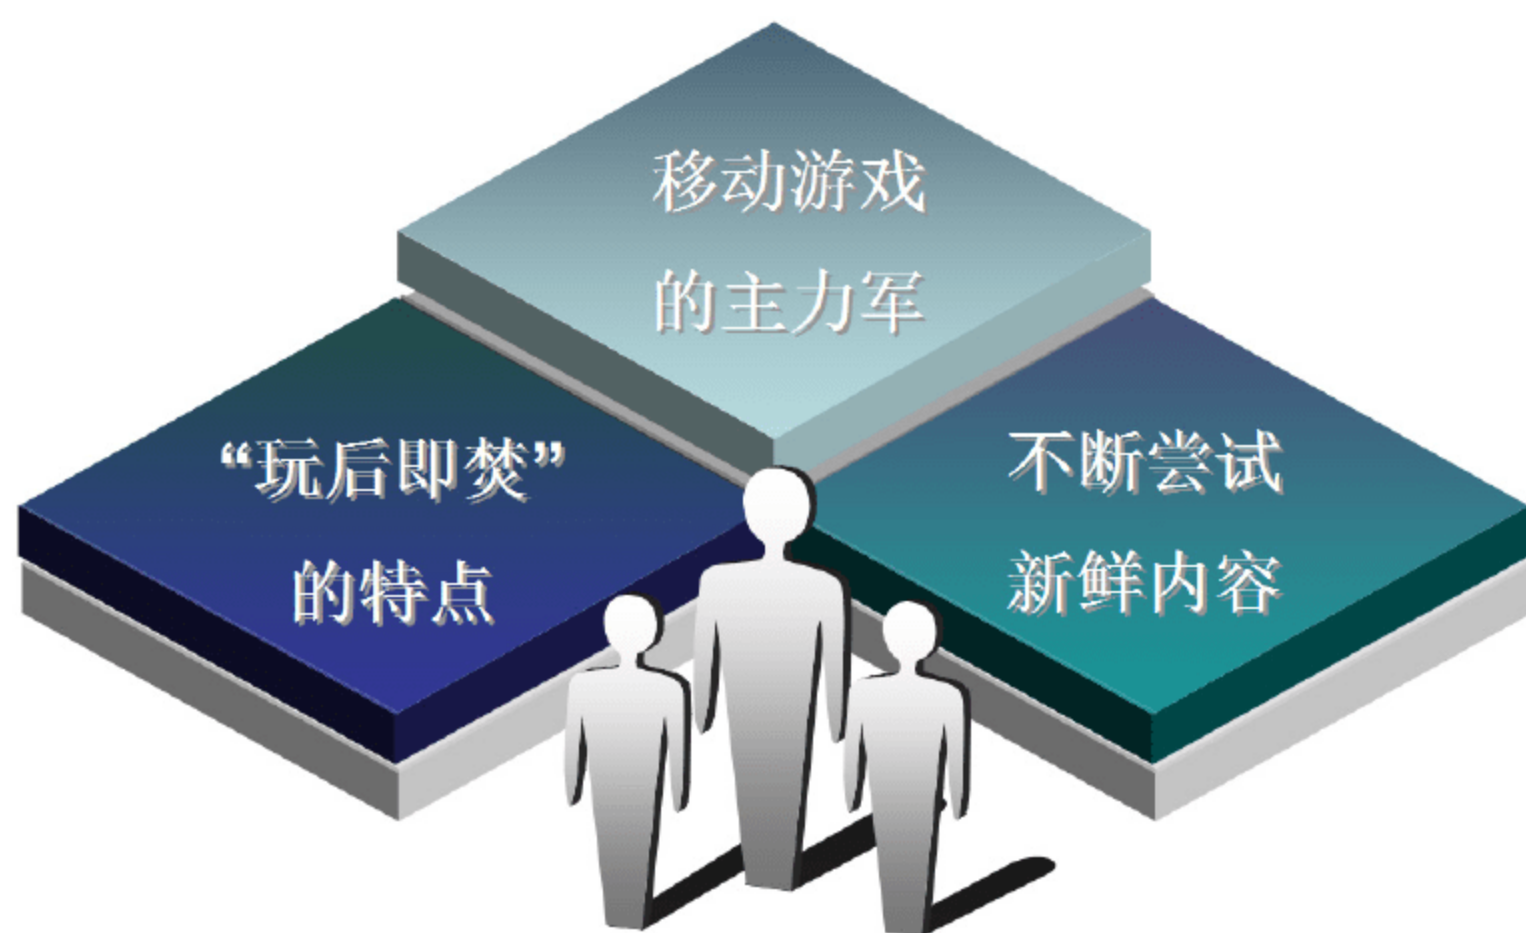 移动游戏
的主力军
“玩后即焚”
的特点
不断尝试
新鲜内容